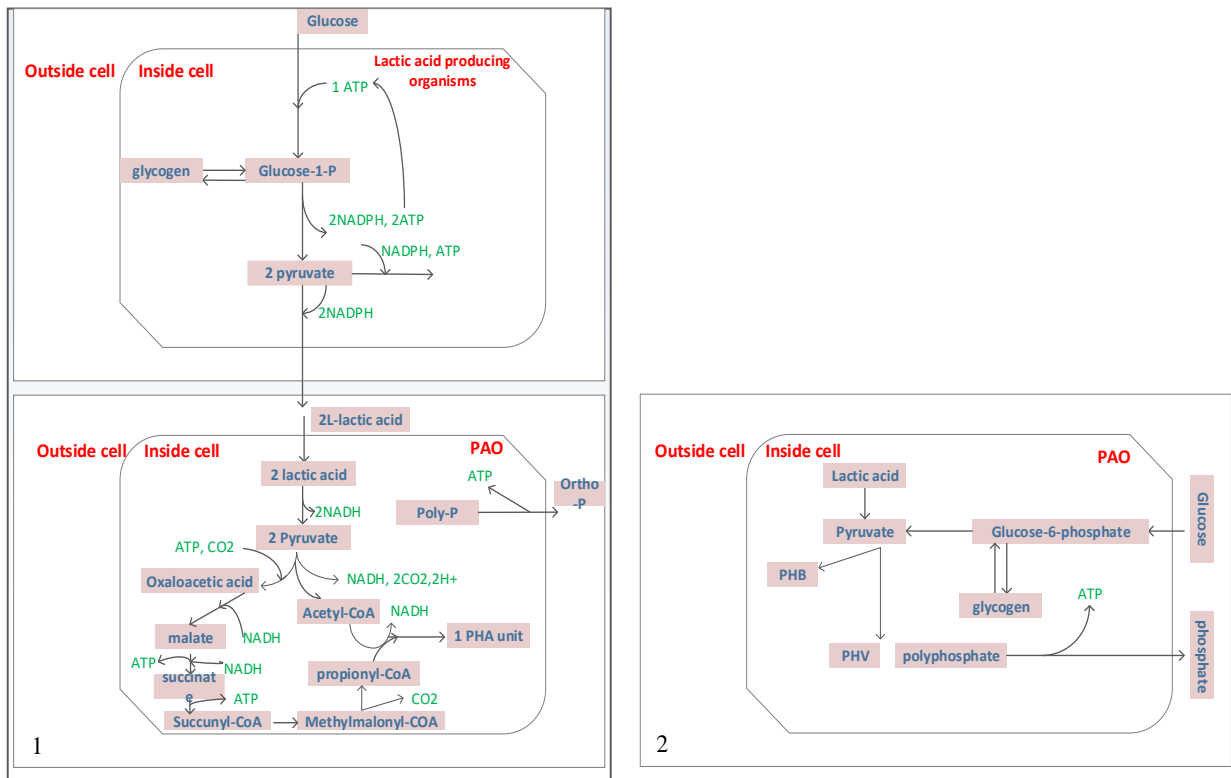 Glucose
Outside cell
Inside cell
Lactic acid producing
organisms
1 ATP
glycogen
Glucose-1-P
2NADPH, 2ATP
NADPH, ATP
2 pyruvate
2NADPH
2L-lactic acid
Outside cell
Inside cell
PAO
2 lactic acid
ATP
Ortho
-P
Poly-P
2NADH
2 Pyruvate
ATP, CO2
NADH, 2CO2,2H+
Oxaloacetic acid
Acetyl-CoA
NADH
malate
NADH
1 PHA unit
ATP
NADH
propionyl-CoA
succinat
e
ATP
CO2
Succunyl-CoA
Methylmalonyl-COA
1
Outside cell
Inside cell
PAO
Lactic acid
Glucose
Pyruvate
Glucose-6-phosphate
PHB
glycogen
ATP
PHV
polyphosphate
phosphate
2